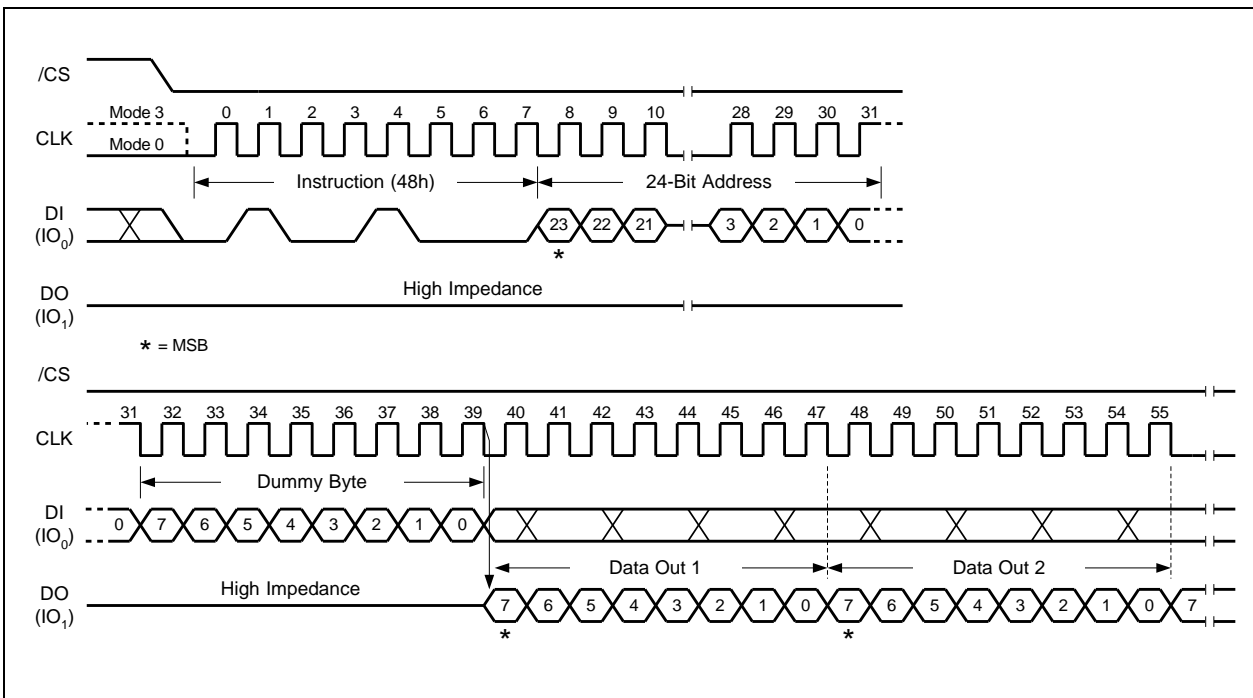 /CS
Mode 3 0 1 2 3 4 5 6 7 8 9 10 28 29 30 31
CLK
Mode 0
Instruction (48h) 24-Bit Address
DI
(IO0)
23 22 21 3 2 1 0
*
High Impedance
DO
(IO1)
* = MSB
/CS
31 32 33 34 35 36 37 38 39 40 41 42 43 44 45 46 47 48 49 50 51 52 53 54 55
CLK
Dummy Byte
DI
(IO0)
0 7 6 5 4 3 2 1 0
Data Out 1 Data Out 2
High Impedance
DO
(IO1)
7 6 5 4 3 2 1 0 7 6 5 4 3 2 1 0 7
* *